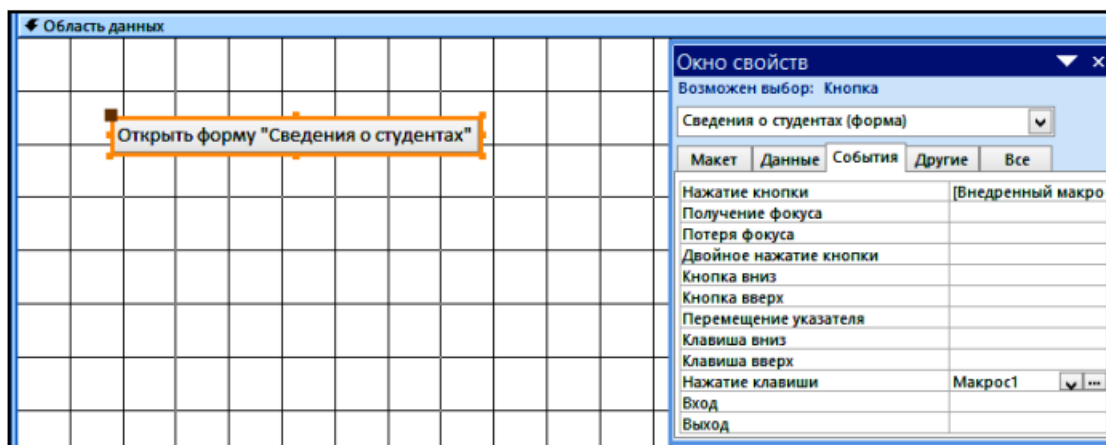 Область данных
Открыть форму "Сведения о студентах"
Окно свойств
Возможен выбор: Кнопка
Сведения о студентах (форма)
Макет Данные События Другие Все
Нажатие кнопки [Внедренный макро
Получение фокуса
Потеря фокуса
Двойное нажатие кнопки
Кнопка вниз
Кнопка вверх
Перемещение указателя
Клавиша вниз
Клавиша вверх
Нажатие клавиши Макрос1
Вход
Выход